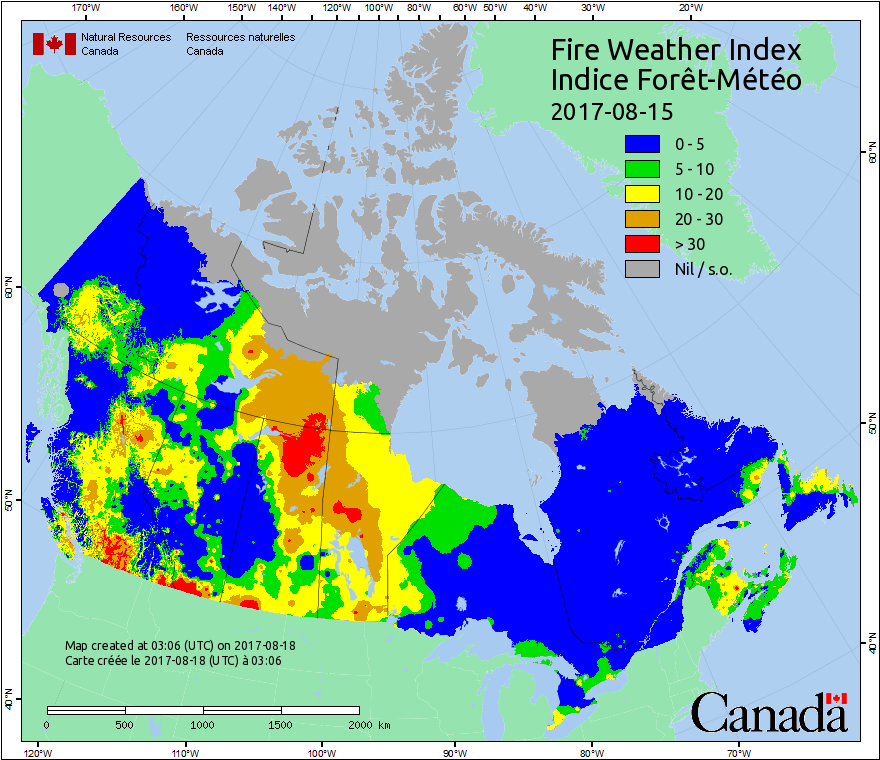 170°W 160°W 150°W 140°W 120°W 100°W 80°W 60°W 50°W 40°W 30°W 20°W
Natural Resources Ressources naturelles
Canada Canada
Fire Weather Index
Indice Forêt-Météo
2017-08-15
0 - 5
5 - 10
10 - 20
20 - 30
> 30
Nil / s.o.
60°N
60°N
50°N
50°N
40°N
40°N
Map created at 03:06 (UTC) on 2017-08-18
Carte créée le 2017-08-18 (UTC) à 03:06
0 500 1000 1500 2000 km
Canada
120°W 110°W 100°W 90°W 80°W 70°W